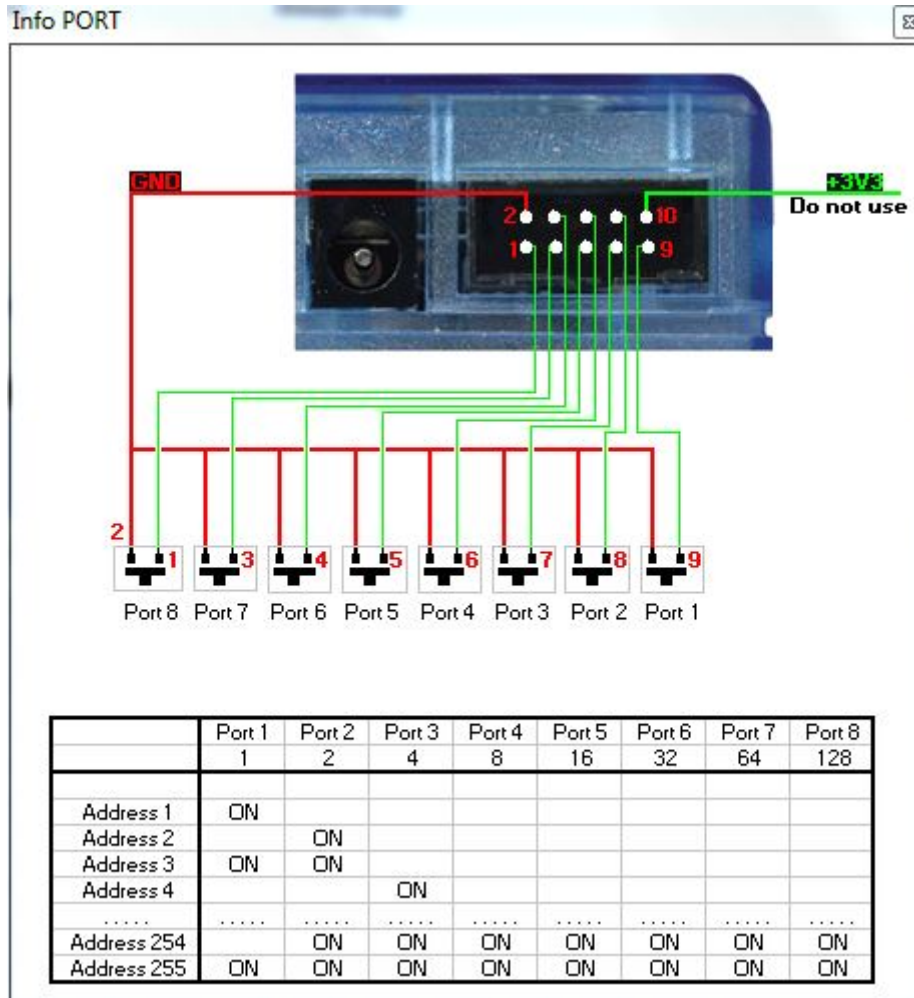 Info PORT
GND
+3V3
Do not use
2 10
1 9
2
1 3 4 5 6 7 8 9
Port 8 Port 7 Port 6 Port 5 Port 4 Port 3 Port 2 Port 1
Port 1 Port 2 Port 3 Port 4 Port 5 Port 6 Port 7 Port 8
1 2 4 8 16 32 64 128
Address 1 ON
Address 2 ON
Address 3 ON ON
Address 4 ON
. . . . . . . . . . . . . . . . . . . . . . . . . . . . . . . . . . . . . . . . . . . . .
Address 254 ON ON ON ON ON ON ON
Address 255 ON ON ON ON ON ON ON ON